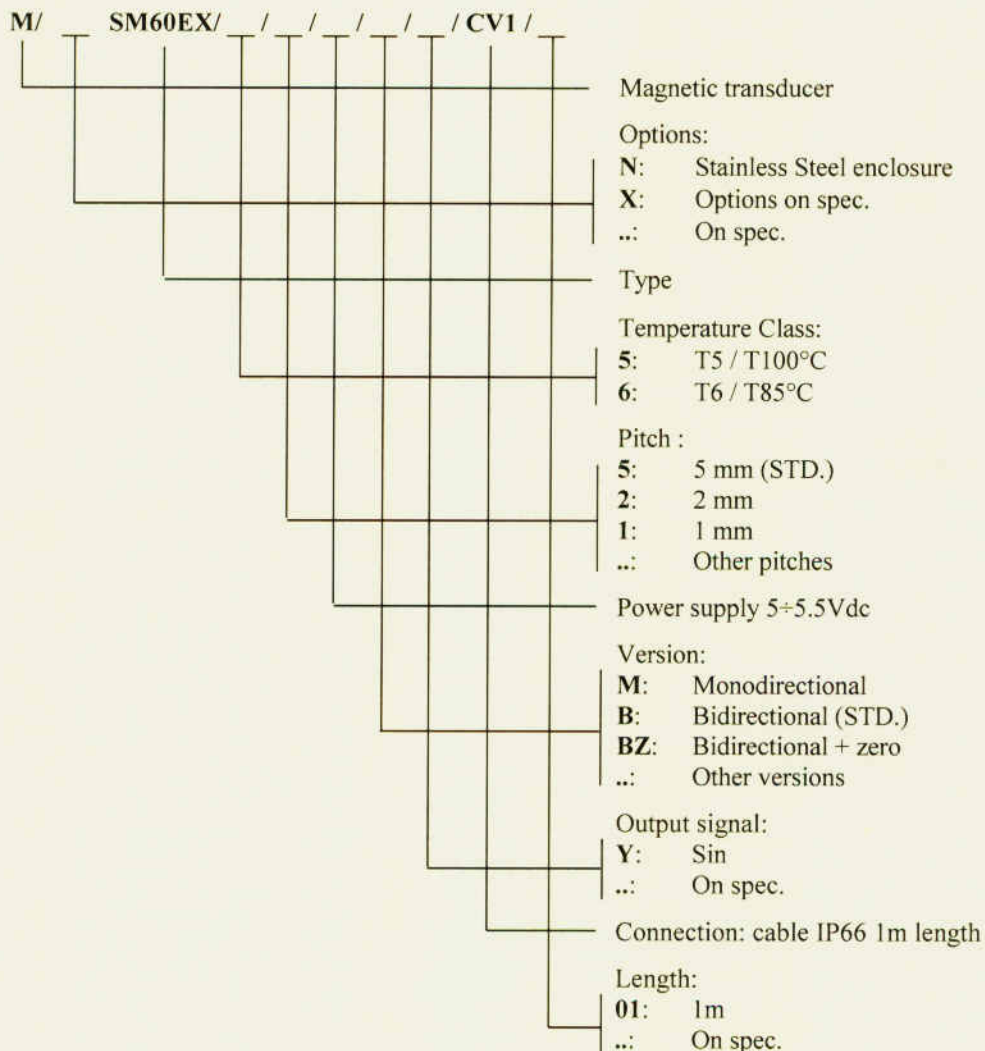 M/ __ SM60EX/__/__/__/__/__/CV1/__
Magnetic transducer
Options:
N: Stainless Steel enclosure
X: Options on spec.
..: On spec.
Type
Temperature Class:
5: T5 / T100°C
6: T6 / T85°C
Pitch :
5: 5 mm (STD.)
2: 2 mm
1: 1 mm
..: Other pitches
Power supply 5÷5.5Vdc
Version:
M: Monodirectional
B: Bidirectional (STD.)
BZ: Bidirectional + zero
..: Other versions
Output signal:
Y: Sin
..: On spec.
Connection: cable IP66 1m length
Length:
01: 1m
..: On spec.